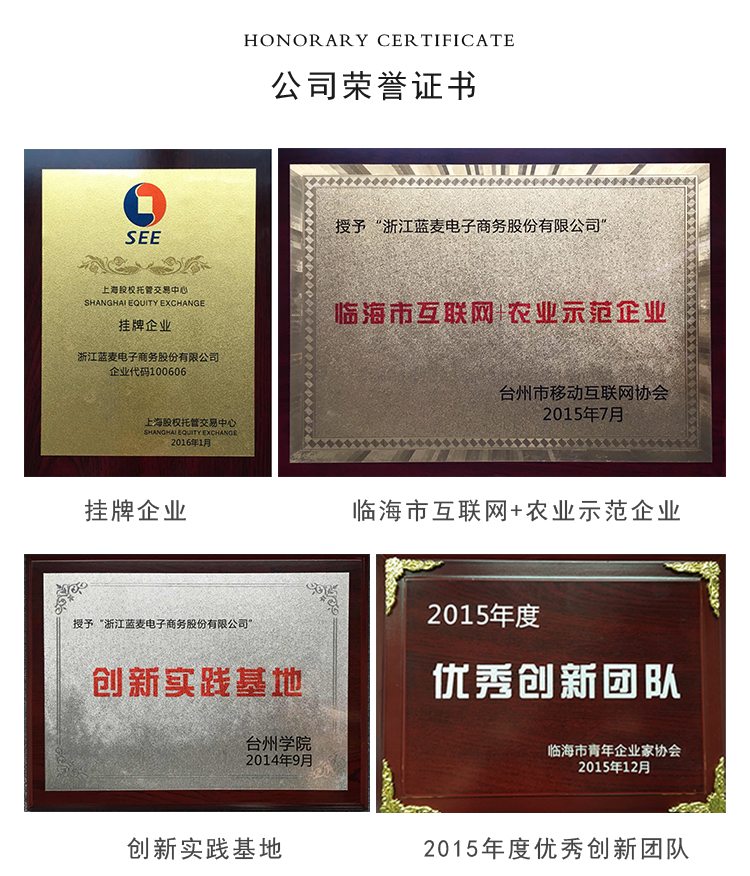 HONORARY CERTIFICATE
公司荣誉证书
SEE
上海股权托管交易中心
SHANGHAI EQUITY EXCHANGE
挂牌企业
浙江蓝麦电子商务股份有限公司
企业代码100606
上海股权托管交易中心
SHANGHAI EQUITY EXCHANGE
2016年1月
授予“浙江蓝麦电子商务股份有限公司”
临海市互联网+农业示范企业
台州市移动互联网协会
2015年7月
挂牌企业
临海市互联网+农业示范企业
授予“浙江蓝麦电子商务股份有限公司”
创新实践基地
台州学院
2014年9月
2015年度
优秀创新团队
临海市青年企业家协会
2015年12月
创新实践基地
2015年度优秀创新团队